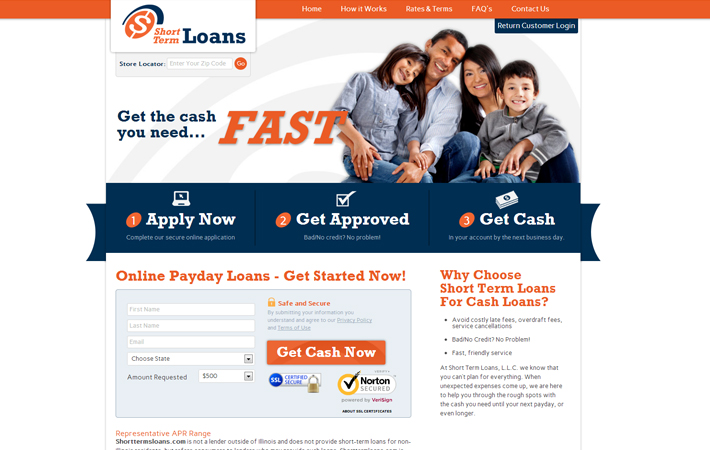 Home How it Works Rates & Terms FAQ's Contact Us
Return Customer Login
Short Term Loans
Store Locator: Enter Your Zip Code Go
Get the cash
you need... FAST
1 Apply Now
Complete our secure online application
2 Get Approved
Bad/No credit? No problem!
3 Get Cash
In your account by the next business day.
Online Payday Loans - Get Started Now!
First Name
Last Name
Email
Choose State
Amount Requested $500
Safe and Secure
By submitting your information you
understand and agree to our Privacy Policy
and Terms of Use
Get Cash Now
SSL CERTIFIED SECURE
Norton
SECURED
powered by VeriSign
ABOUT SSL CERTIFICATES
Why Choose
Short Term Loans
For Cash Loans?
Avoid costly late fees, overdraft fees,
service cancellations
Bad/No Credit? No Problem!
Fast, friendly service
At Short Term Loans, L.L.C. we know that
you can't plan for everything. When
unexpected expenses come up, we are here
to help you through the rough spots with
the cash you need until your next payday, or
even longer.
Representative APR Range
Shorttermsloans.com is not a lender outside of Illinois and does not provide short-term loans for non-